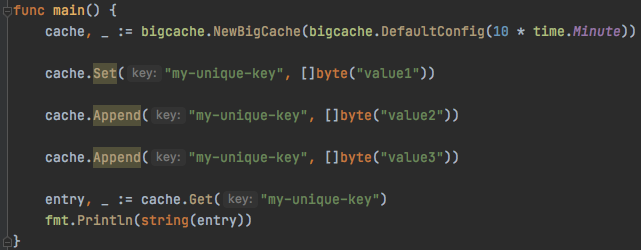 func main() {
cache, _ := bigcache.NewBigCache(bigcache.DefaultConfig(10 * time.Minute))
cache.Set( key: "my-unique-key", []byte("value1"))
cache.Append( key: "my-unique-key", []byte("value2"))
cache.Append( key: "my-unique-key", []byte("value3"))
entry, _ := cache.Get( key: "my-unique-key")
fmt.Println(string(entry))
}